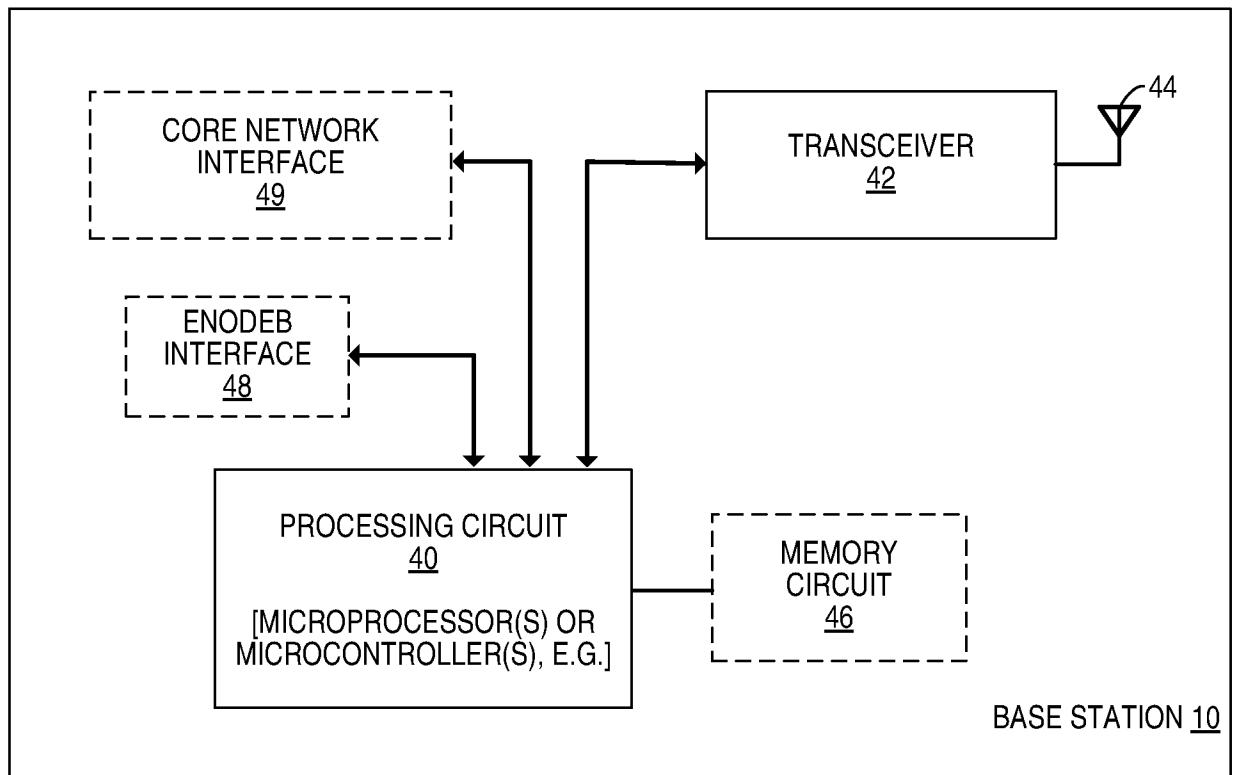 CORE NETWORK
INTERFACE
49
TRANSCEIVER
42
44
ENODEB
INTERFACE
48
PROCESSING CIRCUIT
40
[MICROPROCESSOR(S) OR
MICROCONTROLLER(S), E.G.]
MEMORY
CIRCUIT
46
BASE STATION 10